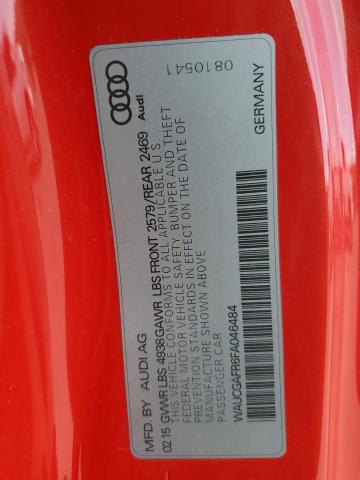 MFD. BY AUDI AG
02 15 GVWR LBS 4938 GAWR LBS FRONT 2579/REAR 2469
THIS VEHICLE CONFORMS TO ALL APPLICABLE U S
FEDERAL MOTOR VEHICLE SAFETY, BUMPER AND THEFT
PREVENTION STANDARDS IN EFFECT ON THE DATE OF
MANUFACTURE SHOWN ABOVE
PASSENGER CAR
WAUCGAFR6FA046484
GERMANY
Audi
0810541